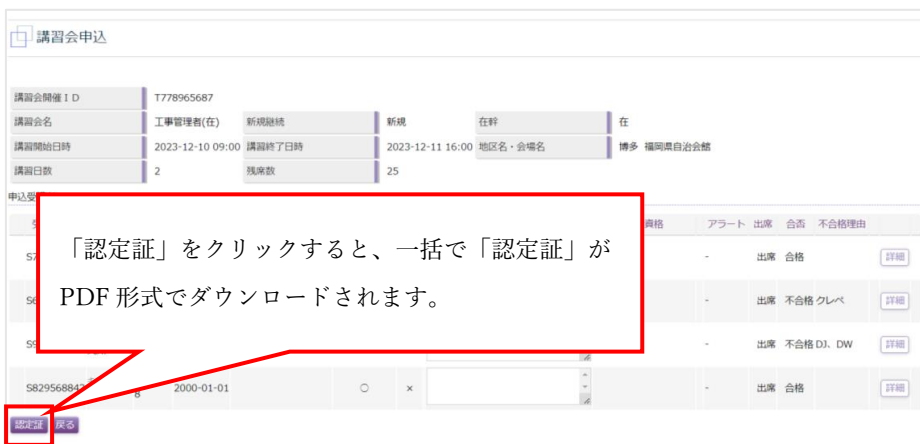 講習会申込
講習会開催ID T778965687
講習会名 工事管理者(在) 新規継続 新規 在幹 在
講習開始日時 2023-12-10 09:00 講習終了日時 2023-12-11 16:00 地区名・会場名 博多 福岡県自治会館
講習日数 2 残席数 25
申込受
資格 アラート 出席 合否 不合格理由
「認定証」をクリックすると、一括で「認定証」が
PDF 形式でダウンロードされます。
S7 - 出席 合格 詳細
S6 - 出席 不合格 クレペ 詳細
S9 - 出席 不合格 DJ、DW 詳細
S829568842 8 2000-01-01 ○ × - 出席 合格 詳細
認定証 戻る